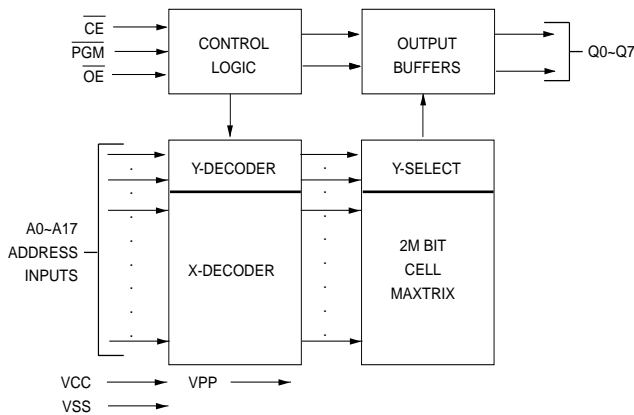 CE
PGM
OE
CONTROL
LOGIC
OUTPUT
BUFFERS
Q0~Q7
A0~A17
ADDRESS
INPUTS
Y-DECODER
X-DECODER
Y-SELECT
2M BIT
CELL
MAXTRIX
VCC
VPP
VSS